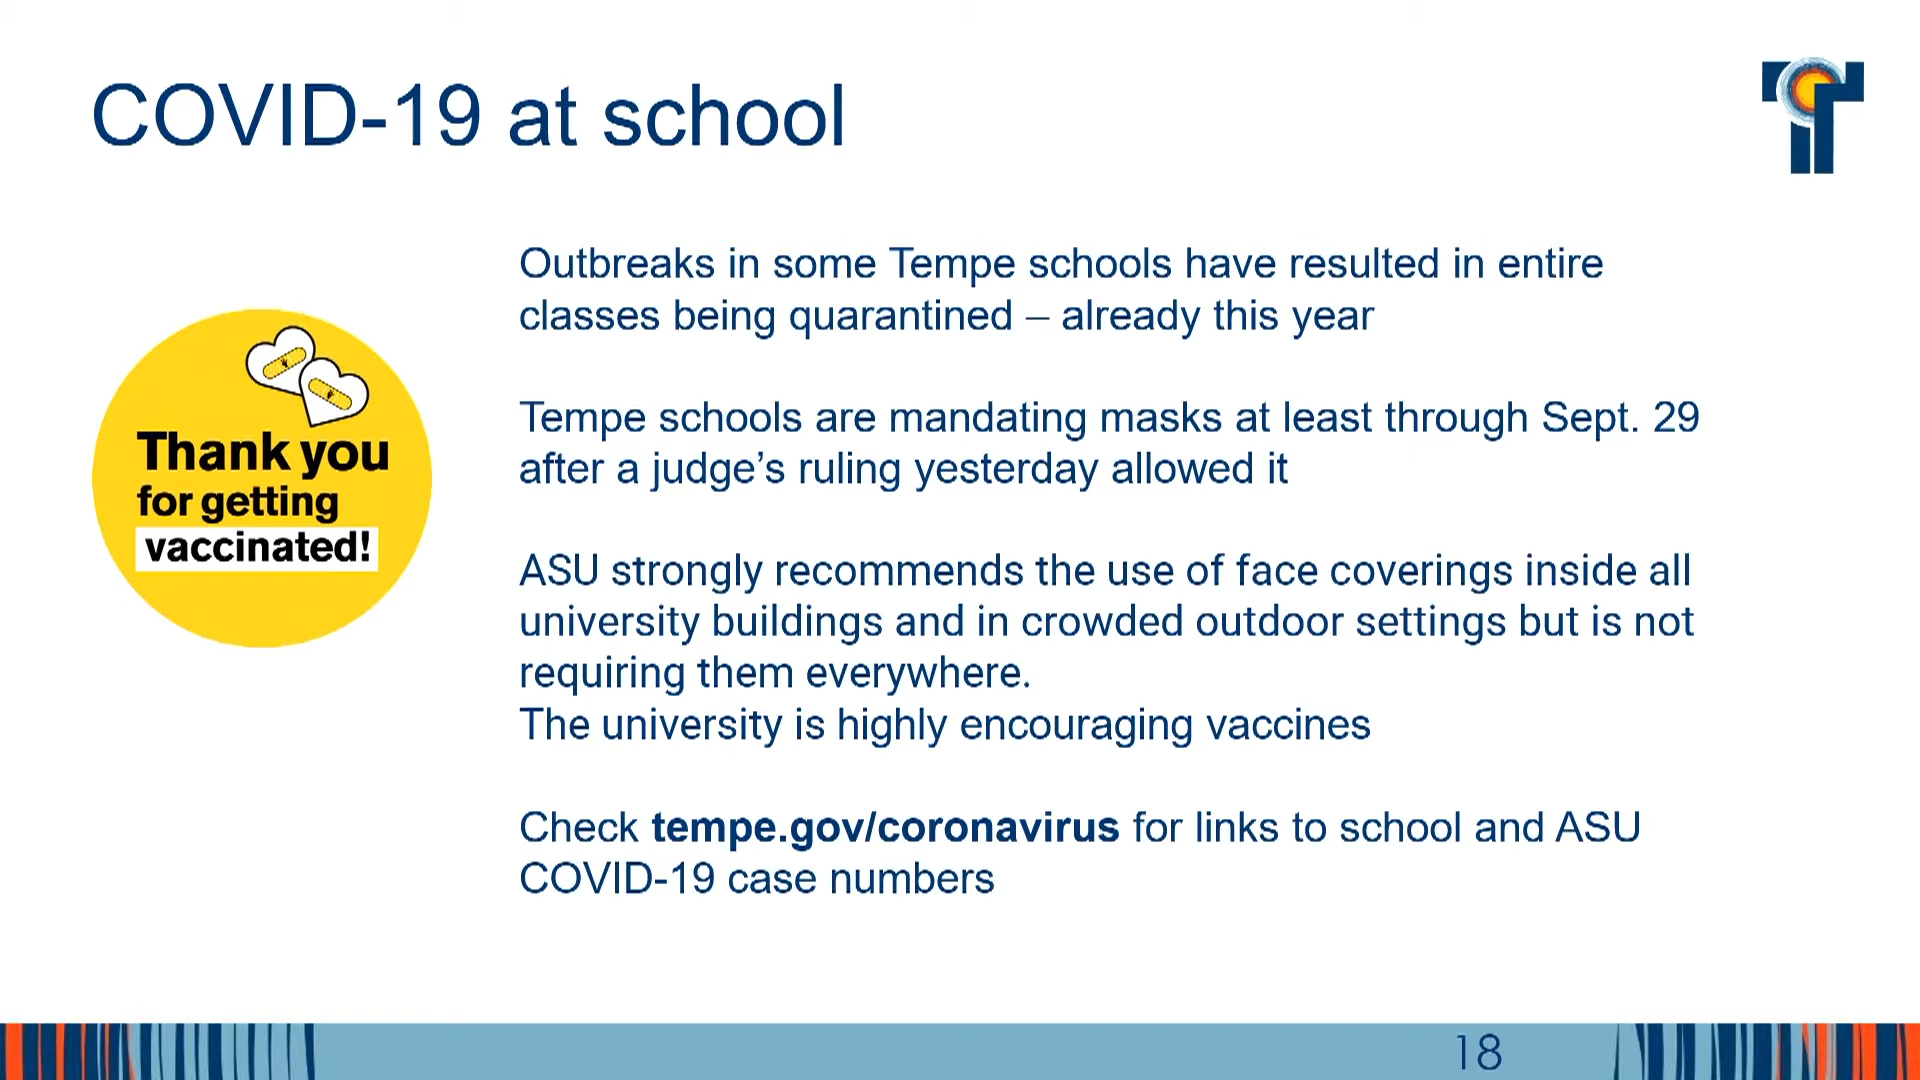 COVID-19 at school
Thank you
for getting
vaccinated!
Outbreaks in some Tempe schools have resulted in entire
classes being quarantined – already this year
Tempe schools are mandating masks at least through Sept. 29
after a judge’s ruling yesterday allowed it
ASU strongly recommends the use of face coverings inside all
university buildings and in crowded outdoor settings but is not
requiring them everywhere.
The university is highly encouraging vaccines
Check tempe.gov/coronavirus for links to school and ASU
COVID-19 case numbers
18